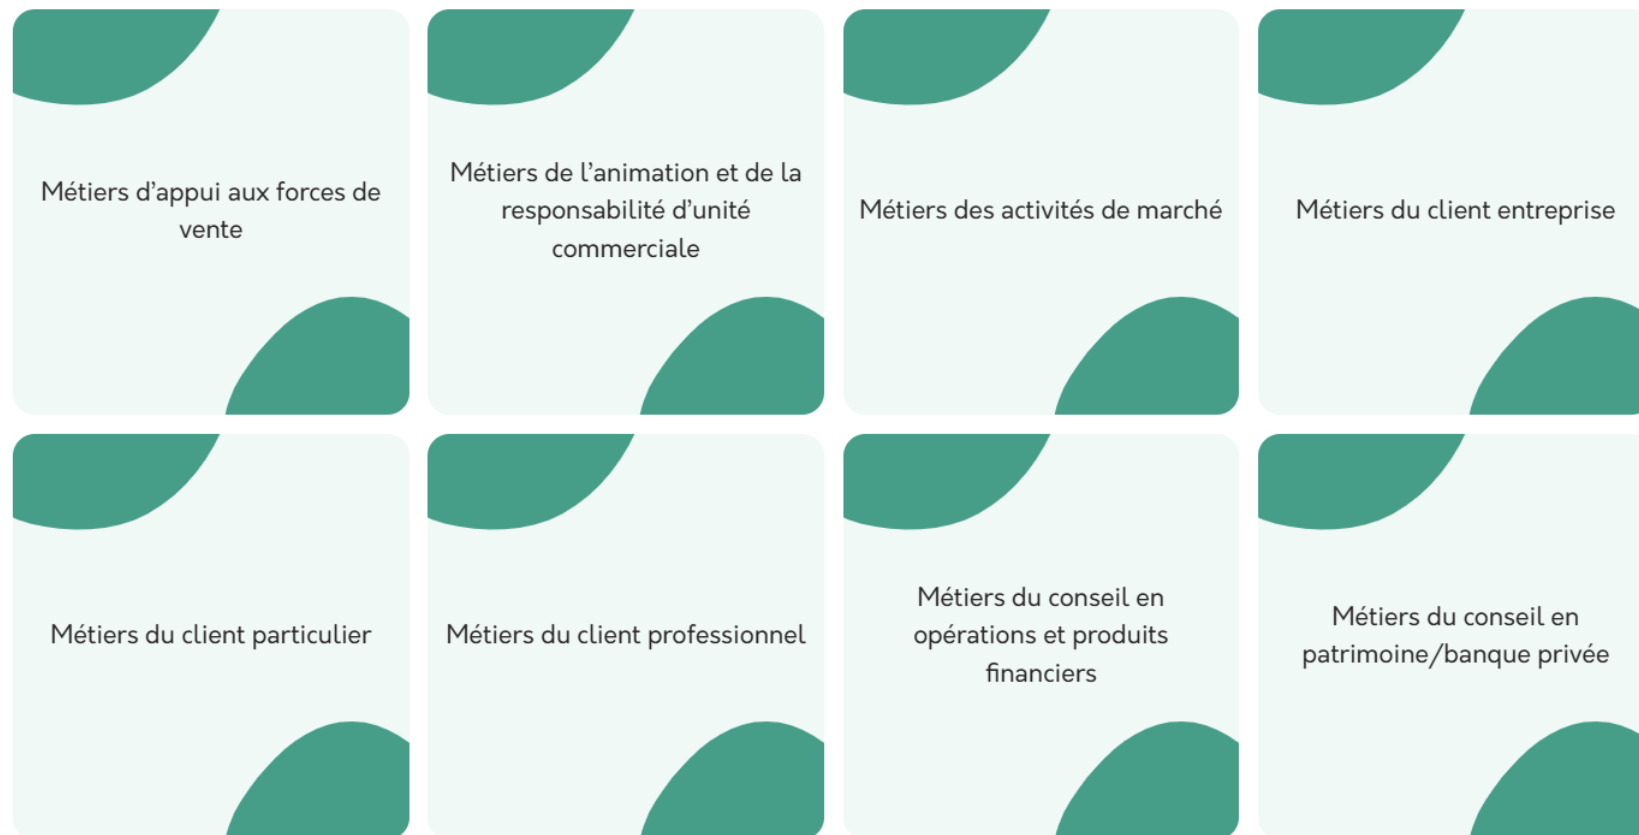 Métiers d’appui aux forces de
vente
Métiers de l’animation et de la
responsabilité d’unité
commerciale
Métiers des activités de marché
Métiers du client entreprise
Métiers du client particulier
Métiers du client professionnel
Métiers du conseil en
opérations et produits
financiers
Métiers du conseil en
patrimoine/banque privée